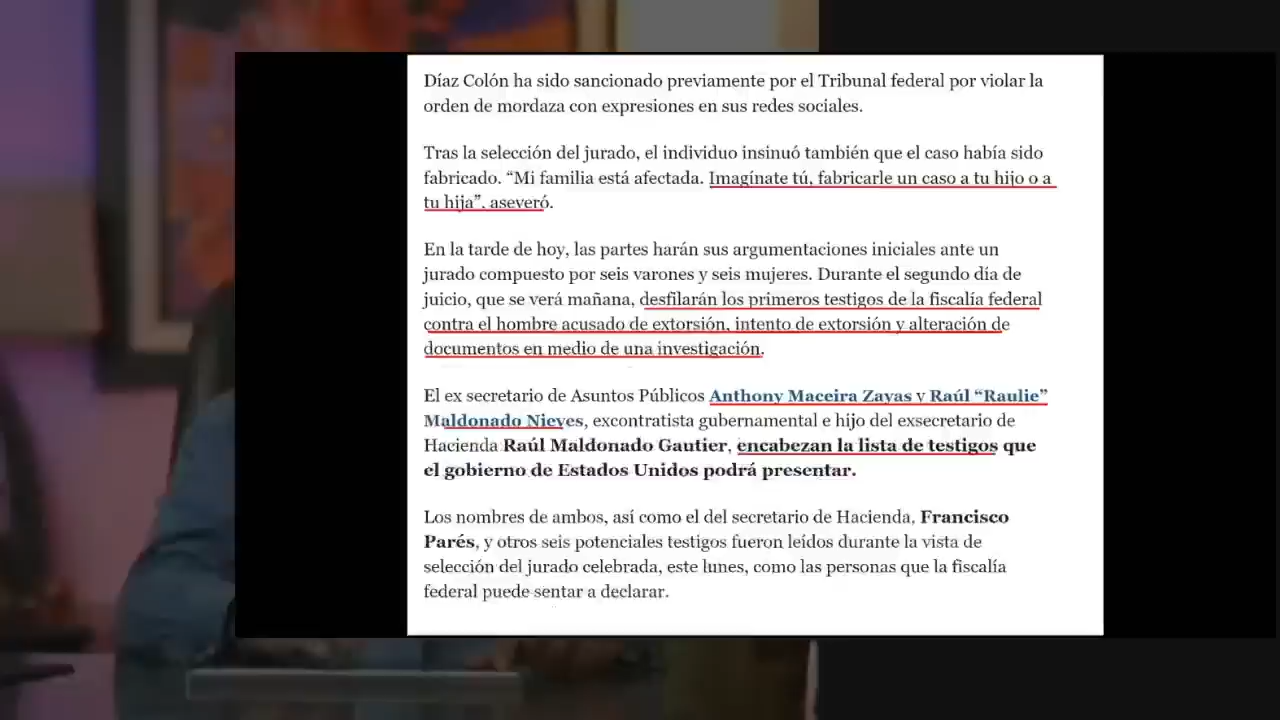 Díaz Colón ha sido sancionado previamente por el Tribunal federal por violar la
orden de mordaza con expresiones en sus redes sociales.
Tras la selección del jurado, el individuo insinuó también que el caso había sido
fabricado. “Mi familia está afectada. Imagínate tú, fabricarle un caso a tu hijo o a
tu hija”, aseveró.
En la tarde de hoy, las partes harán sus argumentaciones iniciales ante un
jurado compuesto por seis varones y seis mujeres. Durante el segundo día de
juicio, que se verá mañana, desfilarán los primeros testigos de la fiscalía federal
contra el hombre acusado de extorsión, intento de extorsión y alteración de
documentos en medio de una investigación.
El ex secretario de Asuntos Públicos Anthony Maceira Zayas y Raúl “Raulie”
Maldonado Nieves, excontratista gubernamental e hijo del exsecretario de
Hacienda Raúl Maldonado Gautier, encabezan la lista de testigos que
el gobierno de Estados Unidos podrá presentar.
Los nombres de ambos, así como el del secretario de Hacienda, Francisco
Parés, y otros seis potenciales testigos fueron leídos durante la vista de
selección del jurado celebrada, este lunes, como las personas que la fiscalía
federal puede sentar a declarar.